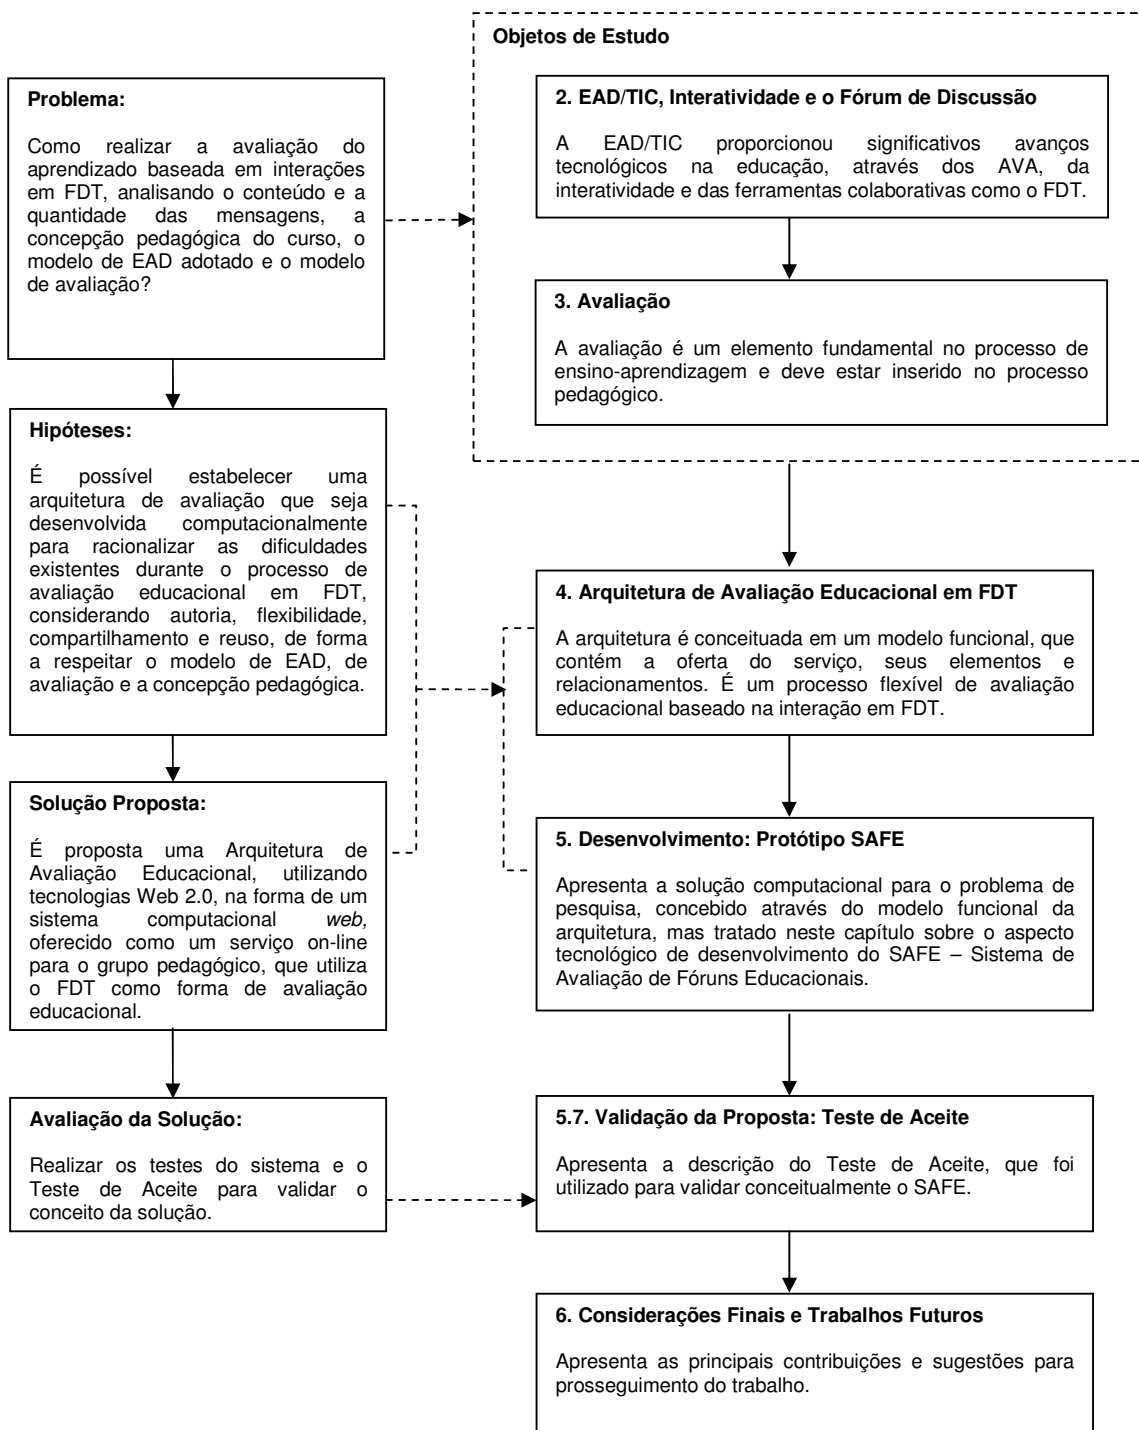 Problema:
Como realizar a avaliação do
aprendizado baseada em interações
em FDT, analisando o conteúdo e a
quantidade das mensagens, a
concepção pedagógica do curso, o
modelo de EAD adotado e o modelo
de avaliação?
Hipóteses:
É possível estabelecer uma
arquitetura de avaliação que seja
desenvolvida computacionalmente
para racionalizar as dificuldades
existentes durante o processo de
avaliação educacional em FDT,
considerando autoria, flexibilidade,
compartilhamento e reuso, de forma
a respeitar o modelo de EAD, de
avaliação e a concepção pedagógica.
Solução Proposta:
É proposta uma Arquitetura de
Avaliação Educacional, utilizando
tecnologias Web 2.0, na forma de um
sistema computacional web,
oferecido como um serviço on-line
para o grupo pedagógico, que utiliza
o FDT como forma de avaliação
educacional.
Avaliação da Solução:
Realizar os testes do sistema e o
Teste de Aceite para validar o
conceito da solução.
Objetos de Estudo
2. EAD/TIC, Interatividade e o Fórum de Discussão
A EAD/TIC proporcionou significativos avanços
tecnológicos na educação, através dos AVA, da
interatividade e das ferramentas colaborativas como o FDT.
3. Avaliação
A avaliação é um elemento fundamental no processo de
ensino-aprendizagem e deve estar inserido no processo
pedagógico.
4. Arquitetura de Avaliação Educacional em FDT
A arquitetura é conceituada em um modelo funcional, que
contém a oferta do serviço, seus elementos e
relacionamentos. É um processo flexível de avaliação
educacional baseado na interação em FDT.
5. Desenvolvimento: Protótipo SAFE
Apresenta a solução computacional para o problema de
pesquisa, concebido através do modelo funcional da
arquitetura, mas tratado neste capítulo sobre o aspecto
tecnológico de desenvolvimento do SAFE – Sistema de
Avaliação de Fóruns Educacionais.
5.7. Validação da Proposta: Teste de Aceite
Apresenta a descrição do Teste de Aceite, que foi
utilizado para validar conceitualmente o SAFE.
6. Considerações Finais e Trabalhos Futuros
Apresenta as principais contribuições e sugestões para
prosseguimento do trabalho.